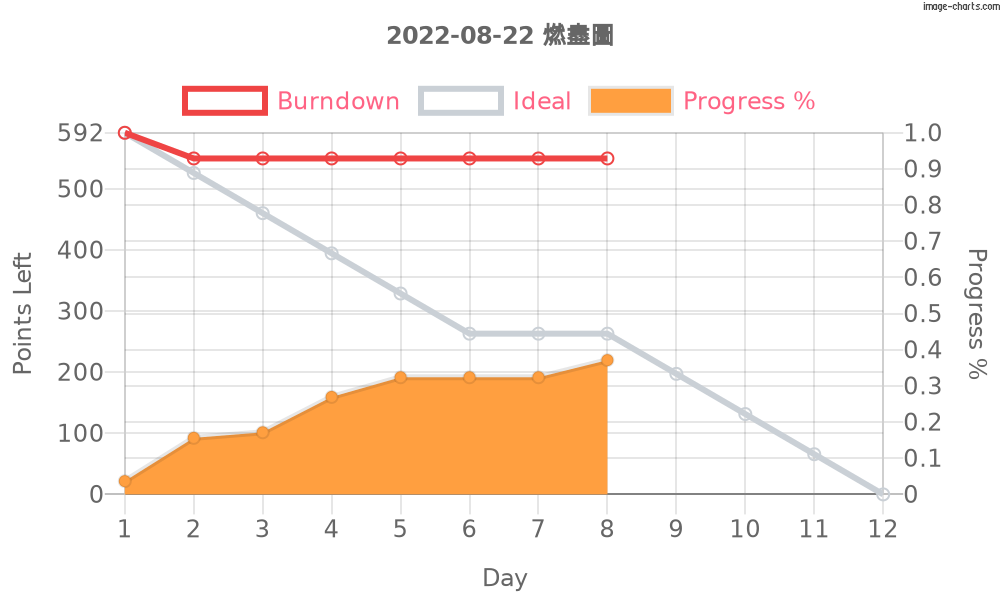 image-charts.com
2022-08-22 燃盡圖
Burndown Ideal Progress %
592 1.0
0.9
500
0.8
0.7
400
0.6
300 0.5
0.4
200
0.3
0.2
100
0.1
0 0
1 2 3 4 5 6 7 8 9 10 11 12
Points Left
Progress %
Day